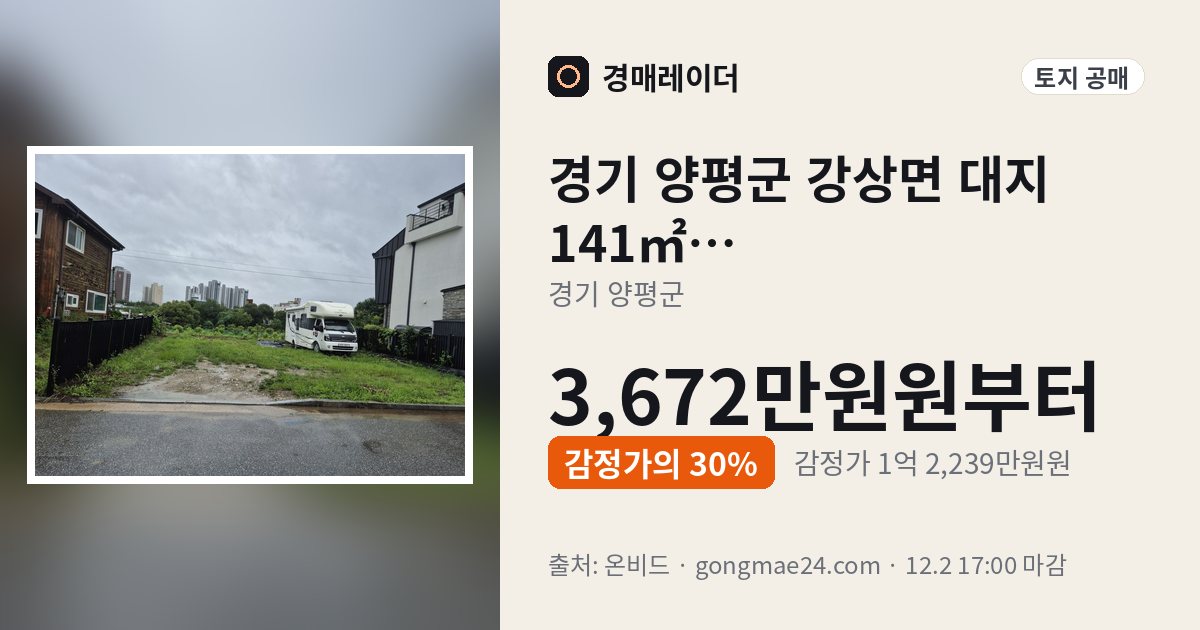 경매레이더
토지 공매
경기 양평군 강상면 대지
141㎡…
경기 양평군
3,672만원원부터
감정가의 30%
감정가 1억 2,239만원원
출처: 온비드 · gongmae24.com · 12.2 17:00 마감